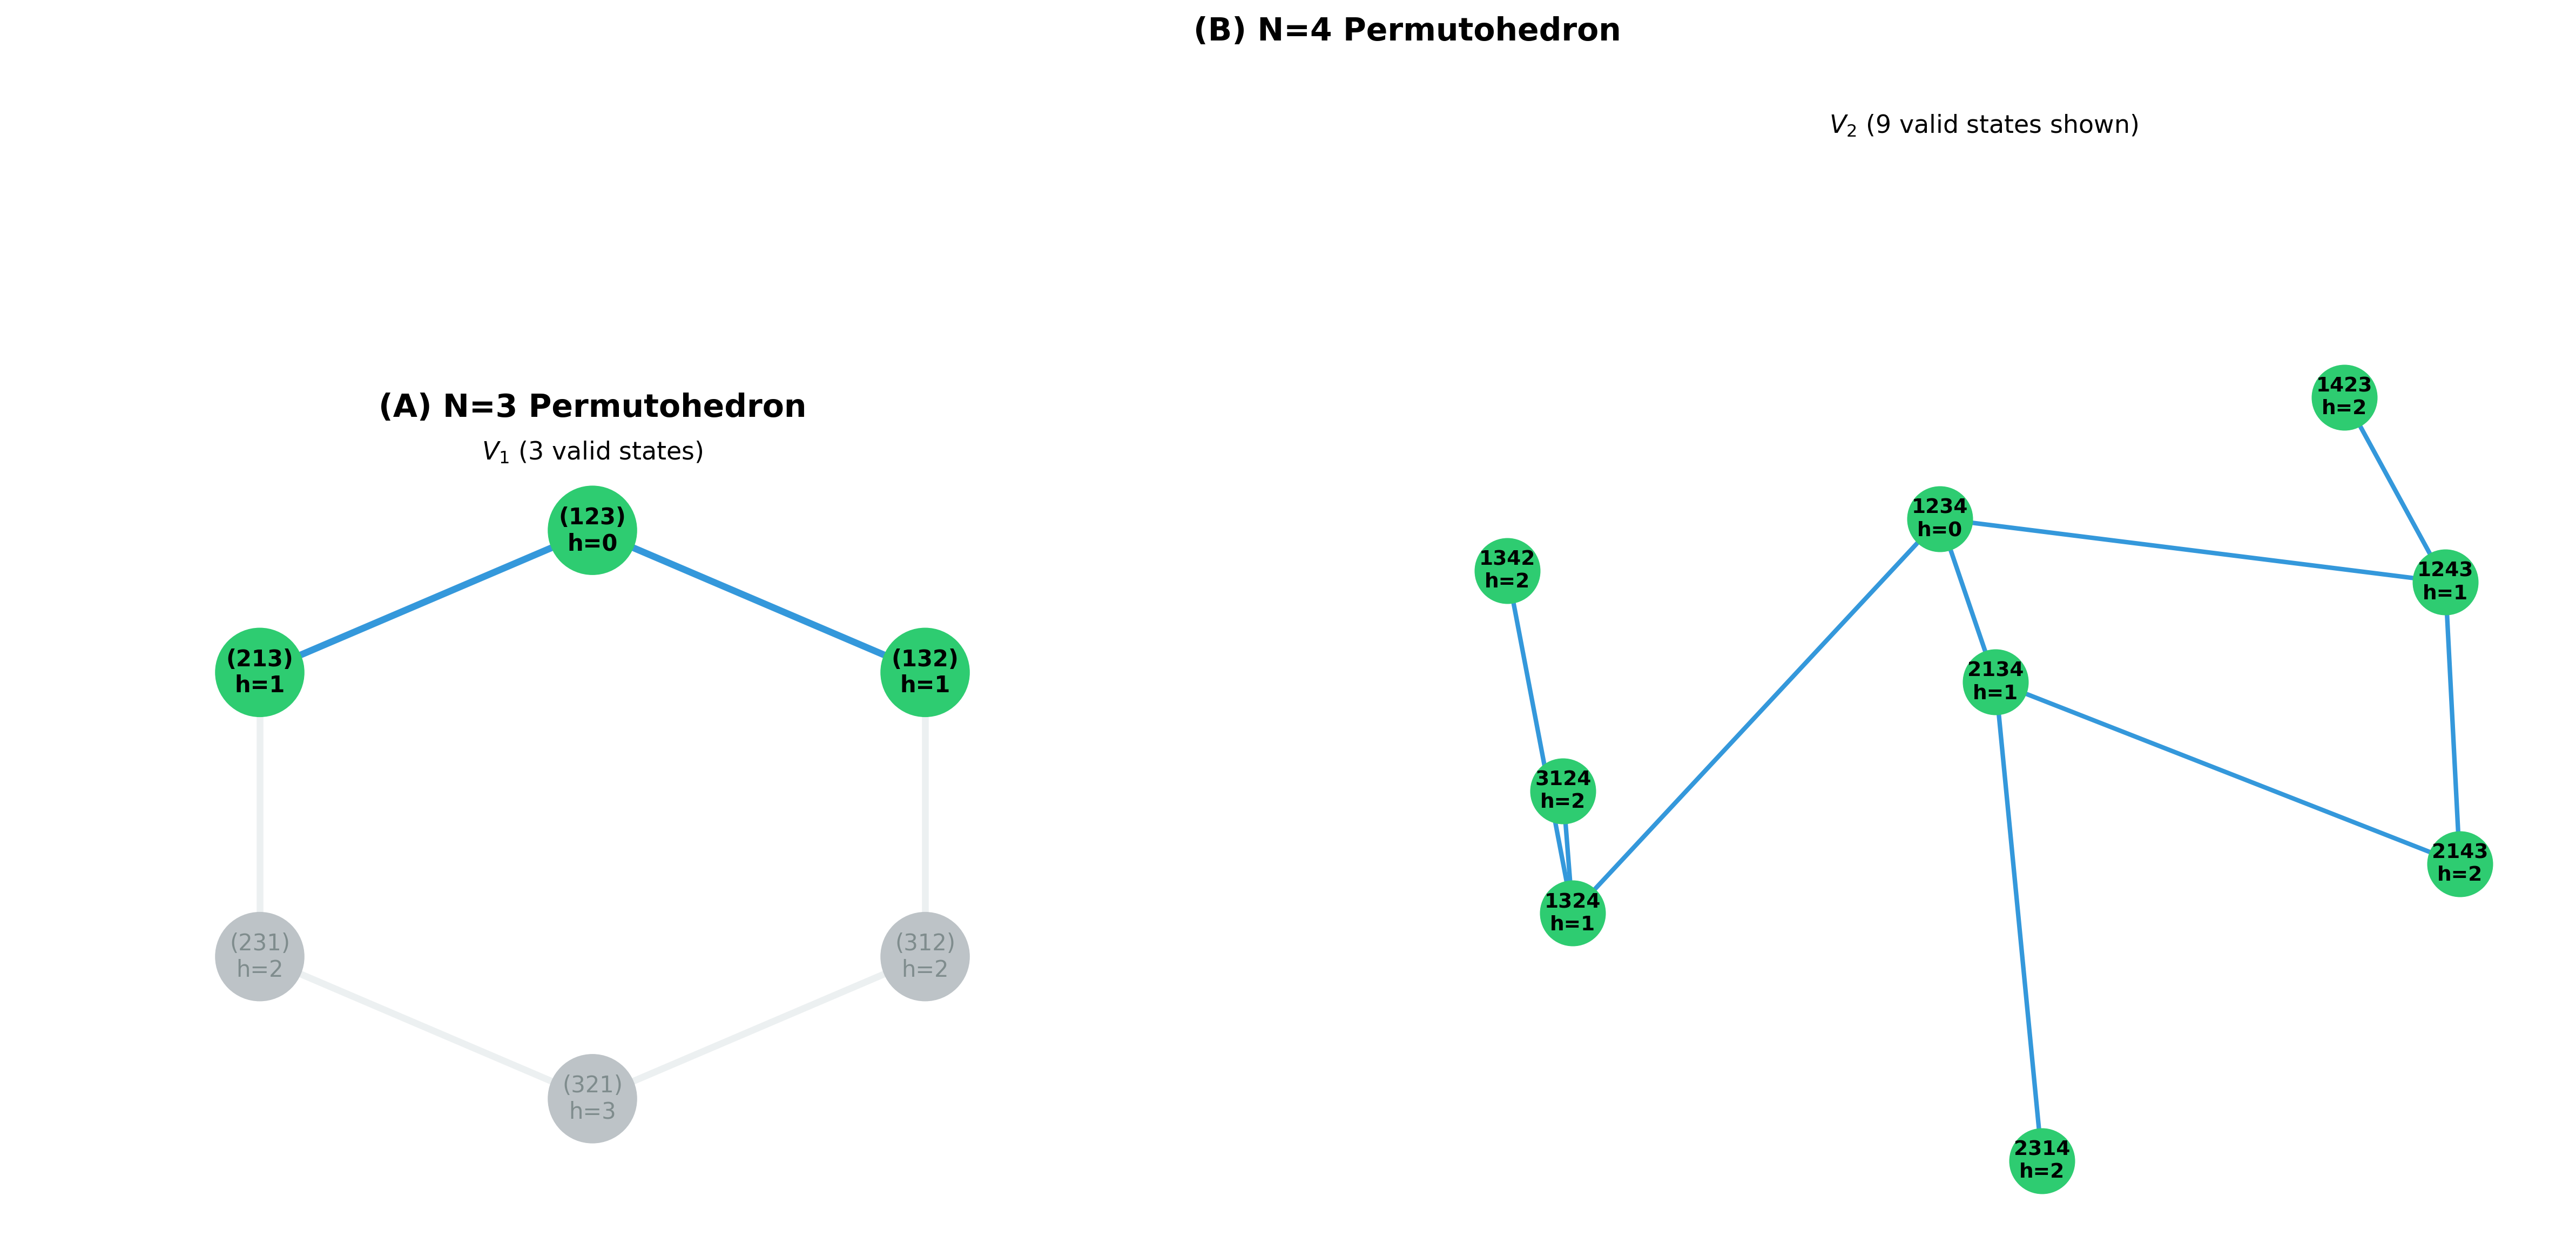 (B) N=4 Permutohedron
V₂ (9 valid states shown)
(A) N=3 Permutohedron
V₁ (3 valid states)
(123)
h=0
(213)
h=1
(132)
h=1
(231)
h=2
(312)
h=2
(321)
h=3
1423
h=2
1234
h=0
1342
h=2
1243
h=1
2134
h=1
3124
h=2
2143
h=2
1324
h=1
2314
h=2